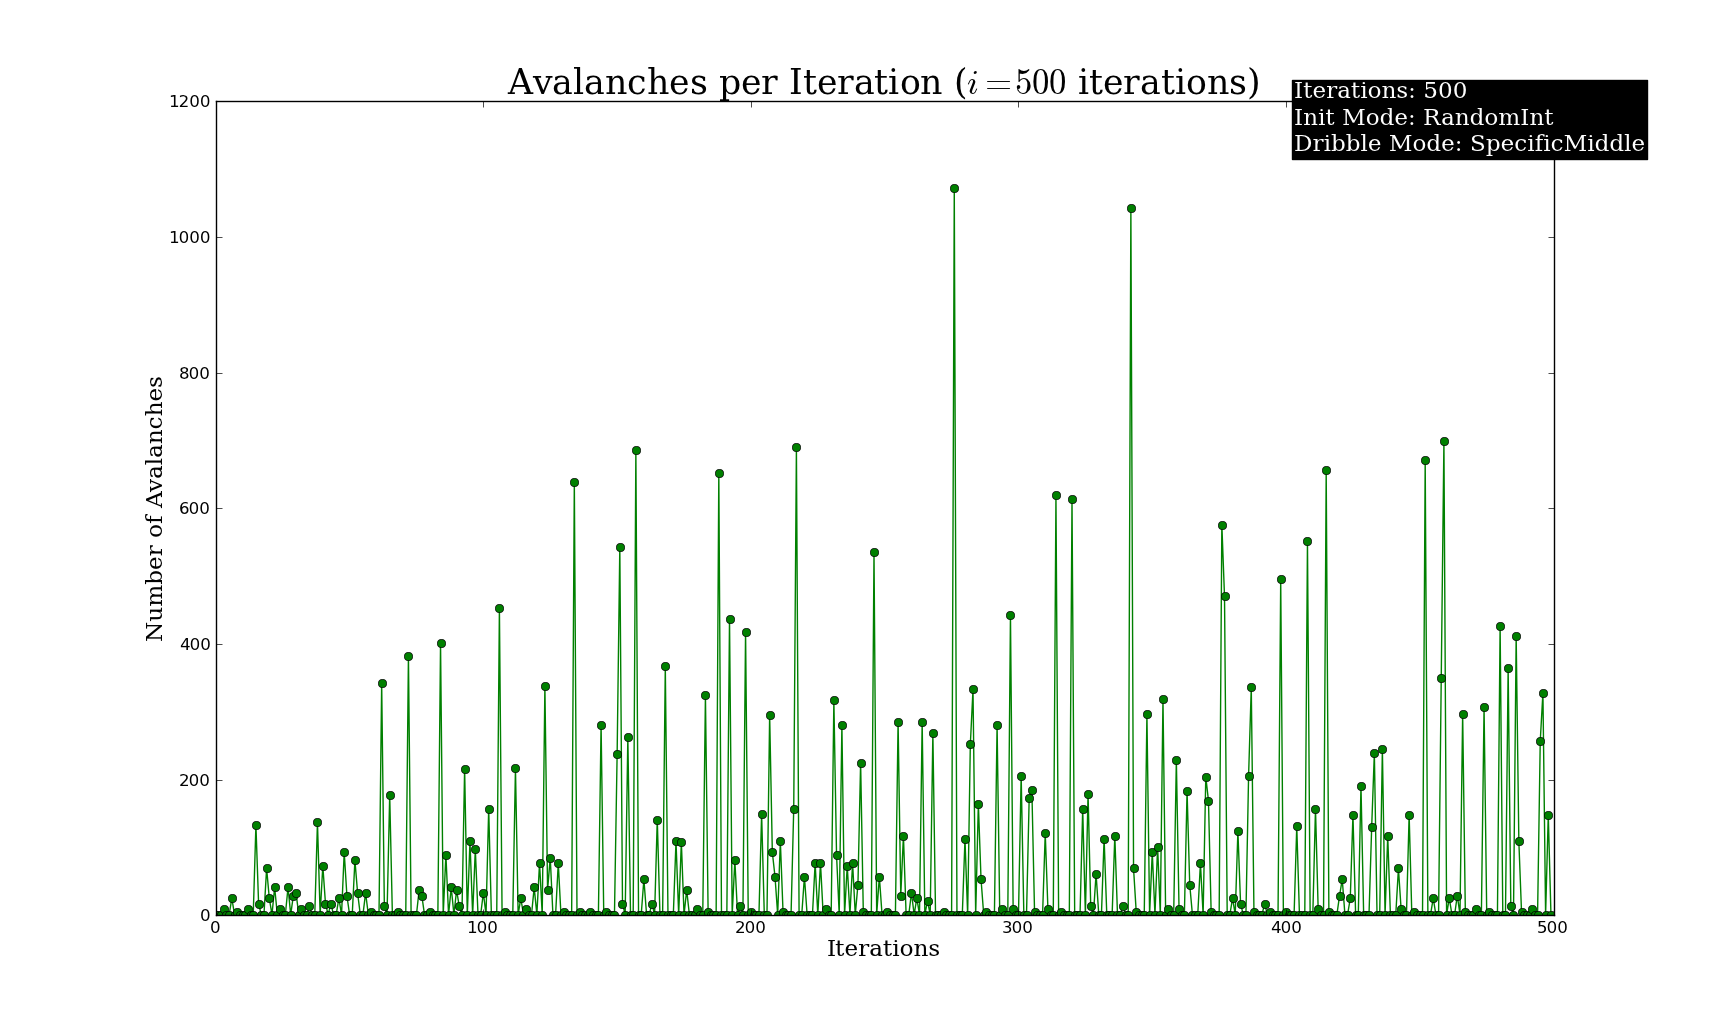 Avalanches per Iteration (i = 500 iterations)
Iterations: 500
Init Mode: RandomInt
Dribble Mode: SpecificMiddle
1200
1000
800
600
400
200
0
Number of Avalanches
0 100 200 300 400 500
Iterations